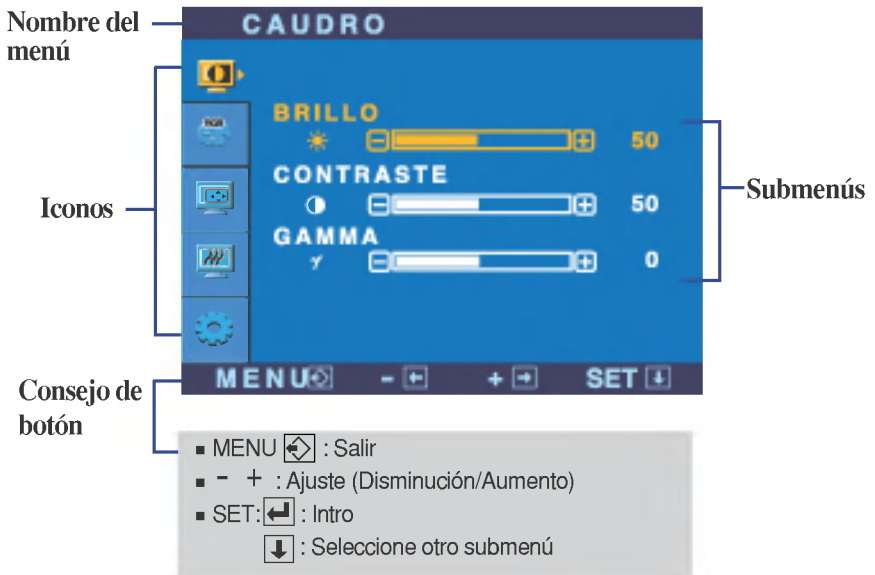 Nombre del menú
CAUDRO
RGB
BRILLO
50
CONTRASTE
50
GAMMA
γ
0
Iconos
Submenús
MENU - + SET
Consejo de botón
▪ MENU : Salir
▪ - + : Ajuste (Disminución/Aumento)
▪ SET: : Intro
: Seleccione otro submenú